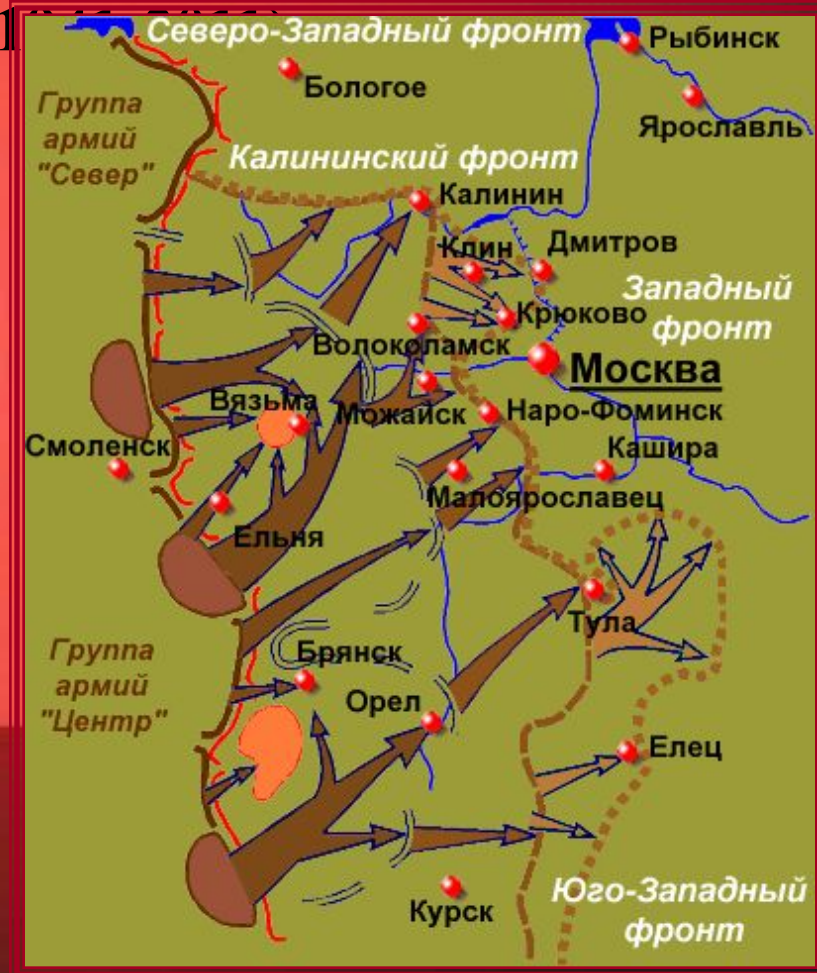 Северо-Западный фронт
Рыбинск
Бологое
Ярославль
Группа
армий
"Север"
Калининский фронт
Калинин
Клин
Дмитров
Западный
фронт
Крюково
Волоколамск
Москва
Вязьма
Можайск
Наро-Фоминск
Смоленск
Кашира
Малоярославец
Ельня
Тула
Группа
армий
"Центр"
Брянск
Орел
Елец
Курск
Юго-Западный
фронт